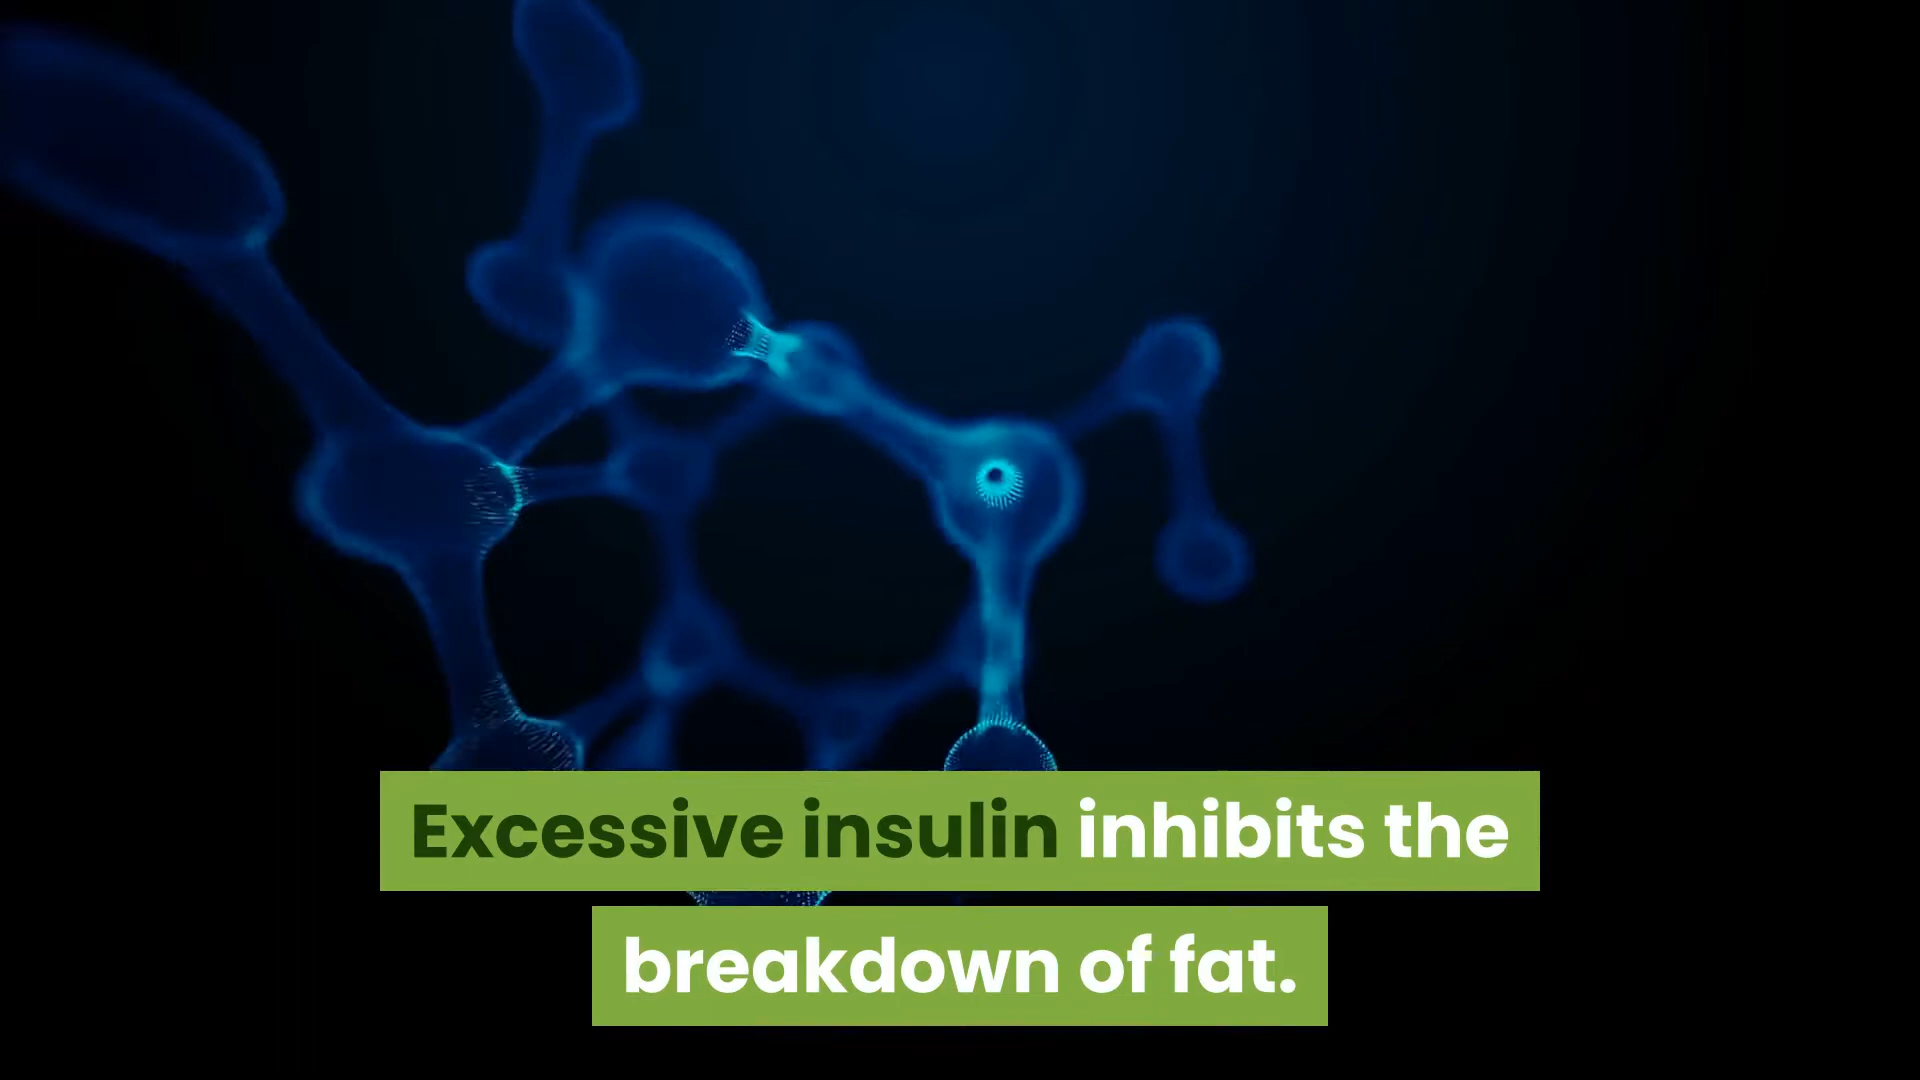 Excessive insulin inhibits the
breakdown of fat.